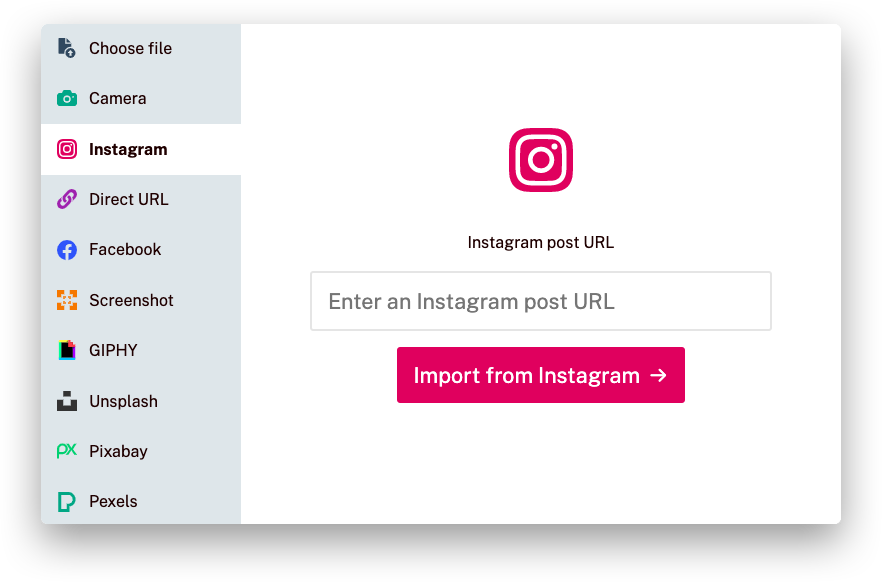 Choose file
Camera
Instagram
Direct URL
Facebook
Screenshot
GIPHY
Unsplash
Pixabay
Pexels
Instagram post URL
Enter an Instagram post URL
Import from Instagram →